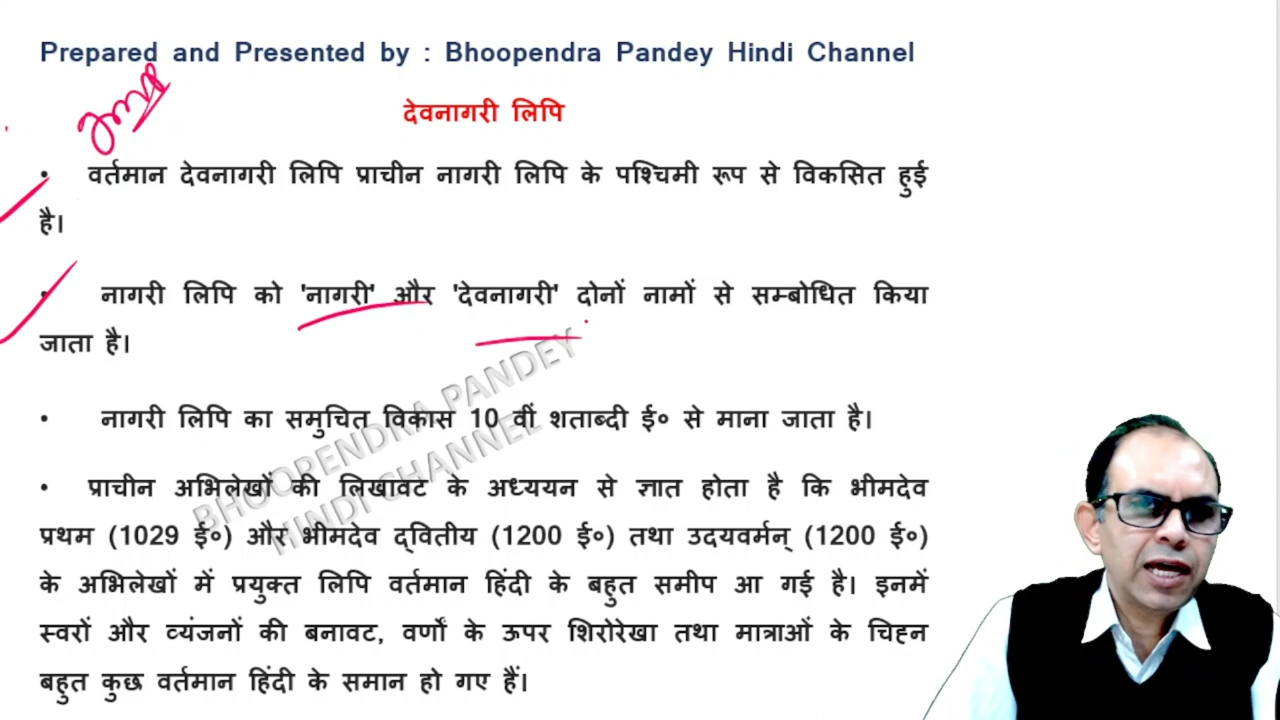 Prepared and Presented by : Bhoopendra Pandey Hindi Channel
देवनागरी लिपि
• वर्तमान देवनागरी लिपि प्राचीन नागरी लिपि के पश्चिमी रूप से विकसित हुई
है।
• नागरी लिपि को 'नागरी' और 'देवनागरी' दोनों नामों से सम्बोधित किया
जाता है।
• नागरी लिपि का समुचित विकास 10 वीं शताब्दी ई० से माना जाता है।
• प्राचीन अभिलेखों की लिखावट के अध्ययन से ज्ञात होता है कि भीमदेव
प्रथम (1029 ई०) और भीमदेव द्वितीय (1200 ई०) तथा उदयवर्मन् (1200 ई०)
के अभिलेखों में प्रयुक्त लिपि वर्तमान हिंदी के बहुत समीप आ गई है। इनमें
स्वरों और व्यंजनों की बनावट, वर्णों के ऊपर शिरोरेखा तथा मात्राओं के चिह्न
बहुत कुछ वर्तमान हिंदी के समान हो गए हैं।
BHOOPENDRA PANDEY
HINDI CHANNEL